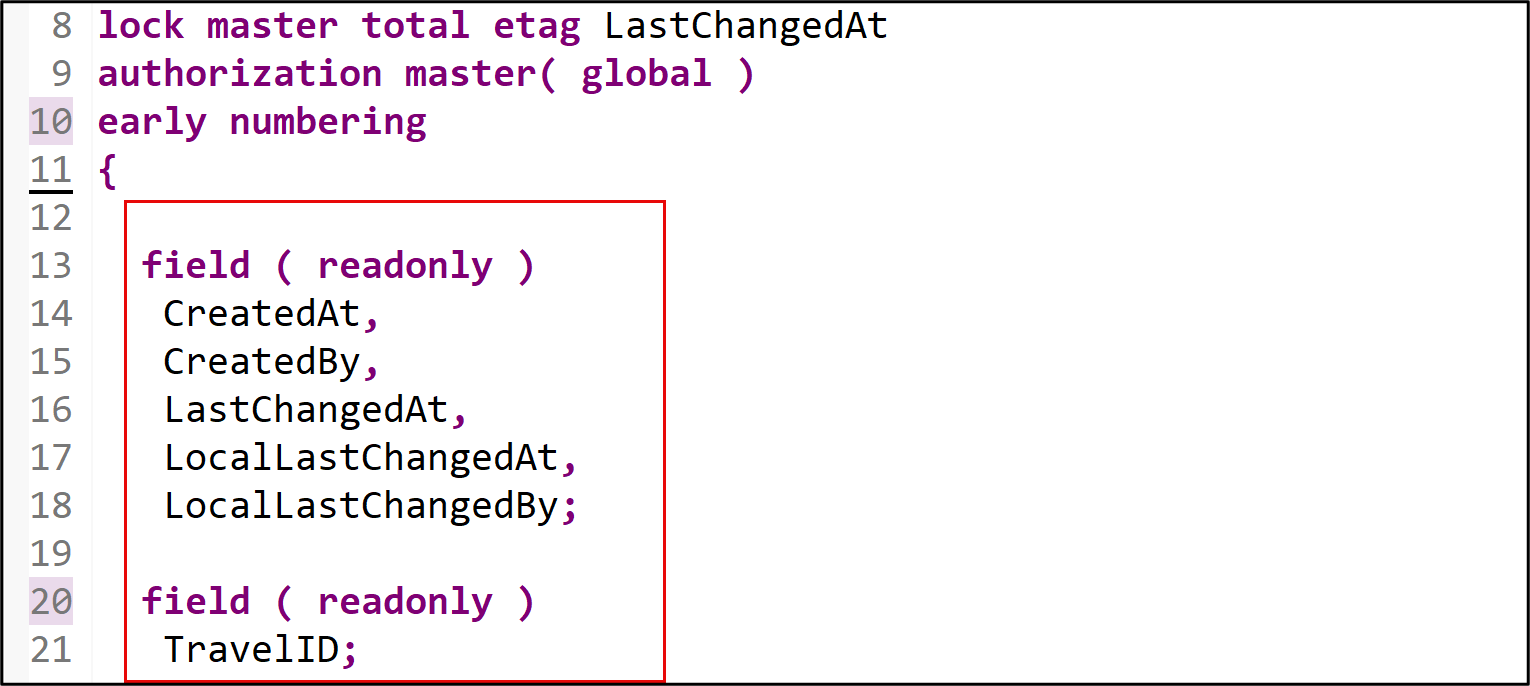 8 lock master total etag LastChangedAt
9 authorization master( global )
10 early numbering
11 {
12
13 field ( readonly )
14 CreatedAt,
15 CreatedBy,
16 LastChangedAt,
17 LocalLastChangedAt,
18 LocalLastChangedBy;
19
20 field ( readonly )
21 TravelID;